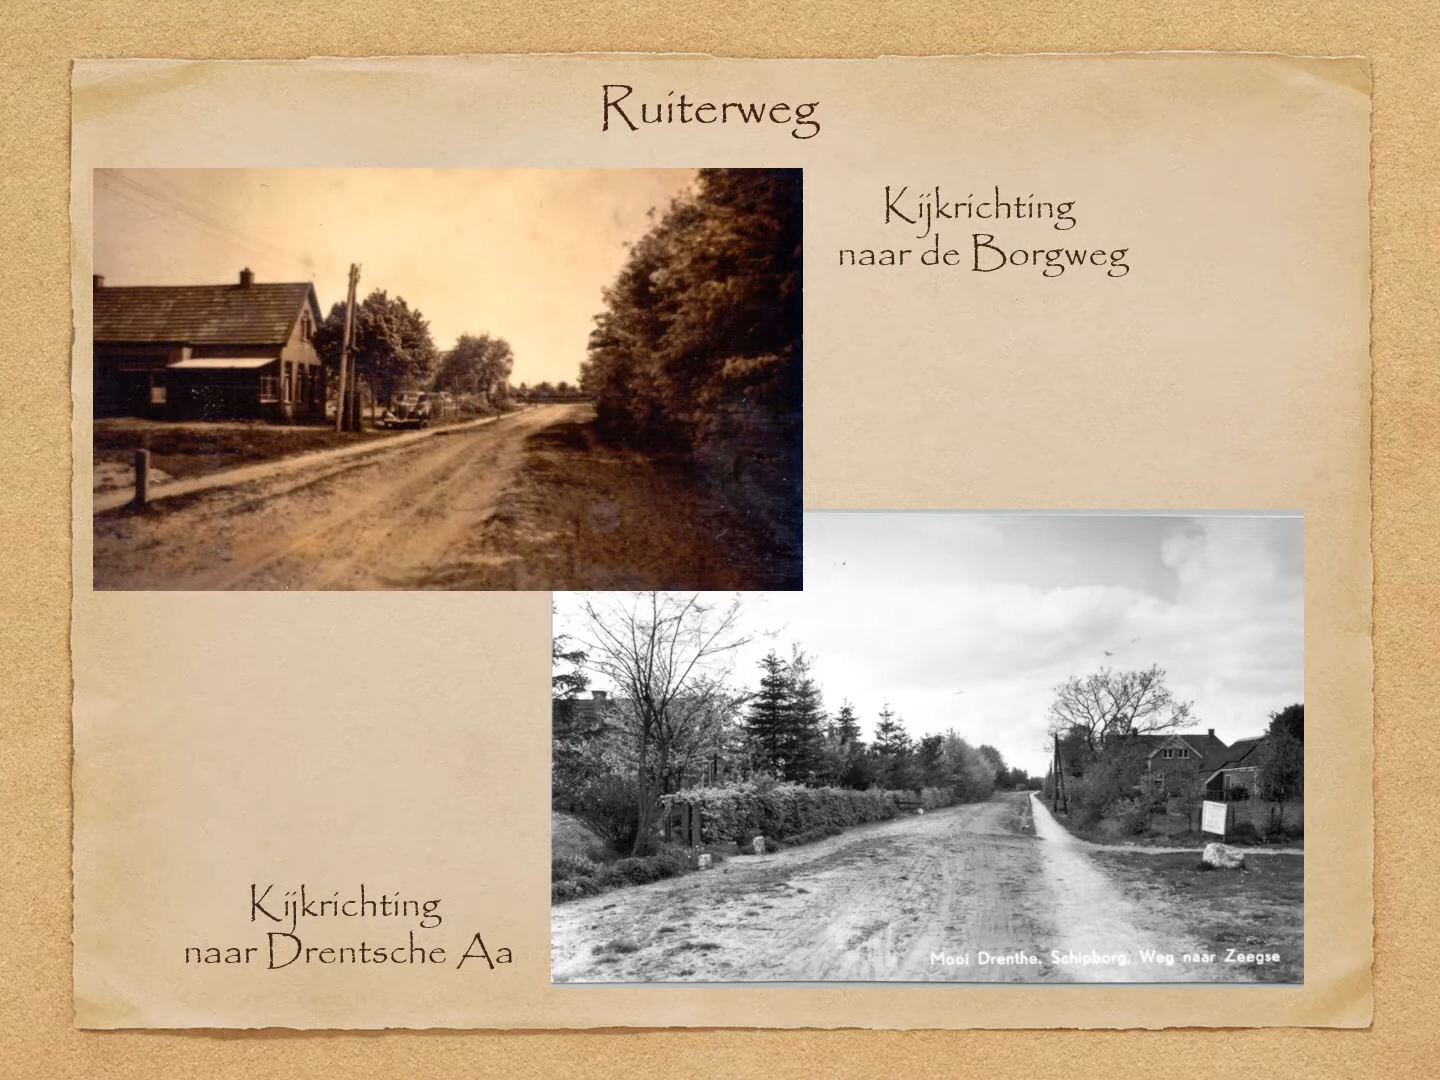 Ruiterweg
Kijkrichting
naar de Borgweg
Kijkrichting
naar Drentsche Aa
Mooi Drenthe. Schipborg, Weg naar Zeegse